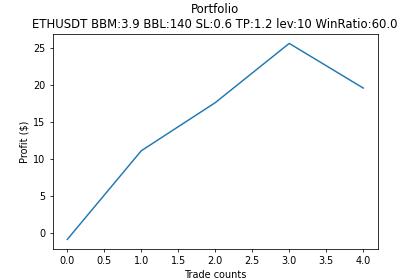 Portfolio
ETHUSDT BBM:3.9 BBL:140 SL:0.6 TP:1.2 lev:10 WinRatio:60.0
25
20
15
10
5
0
Profit ($)
0.0 0.5 1.0 1.5 2.0 2.5 3.0 3.5 4.0
Trade counts